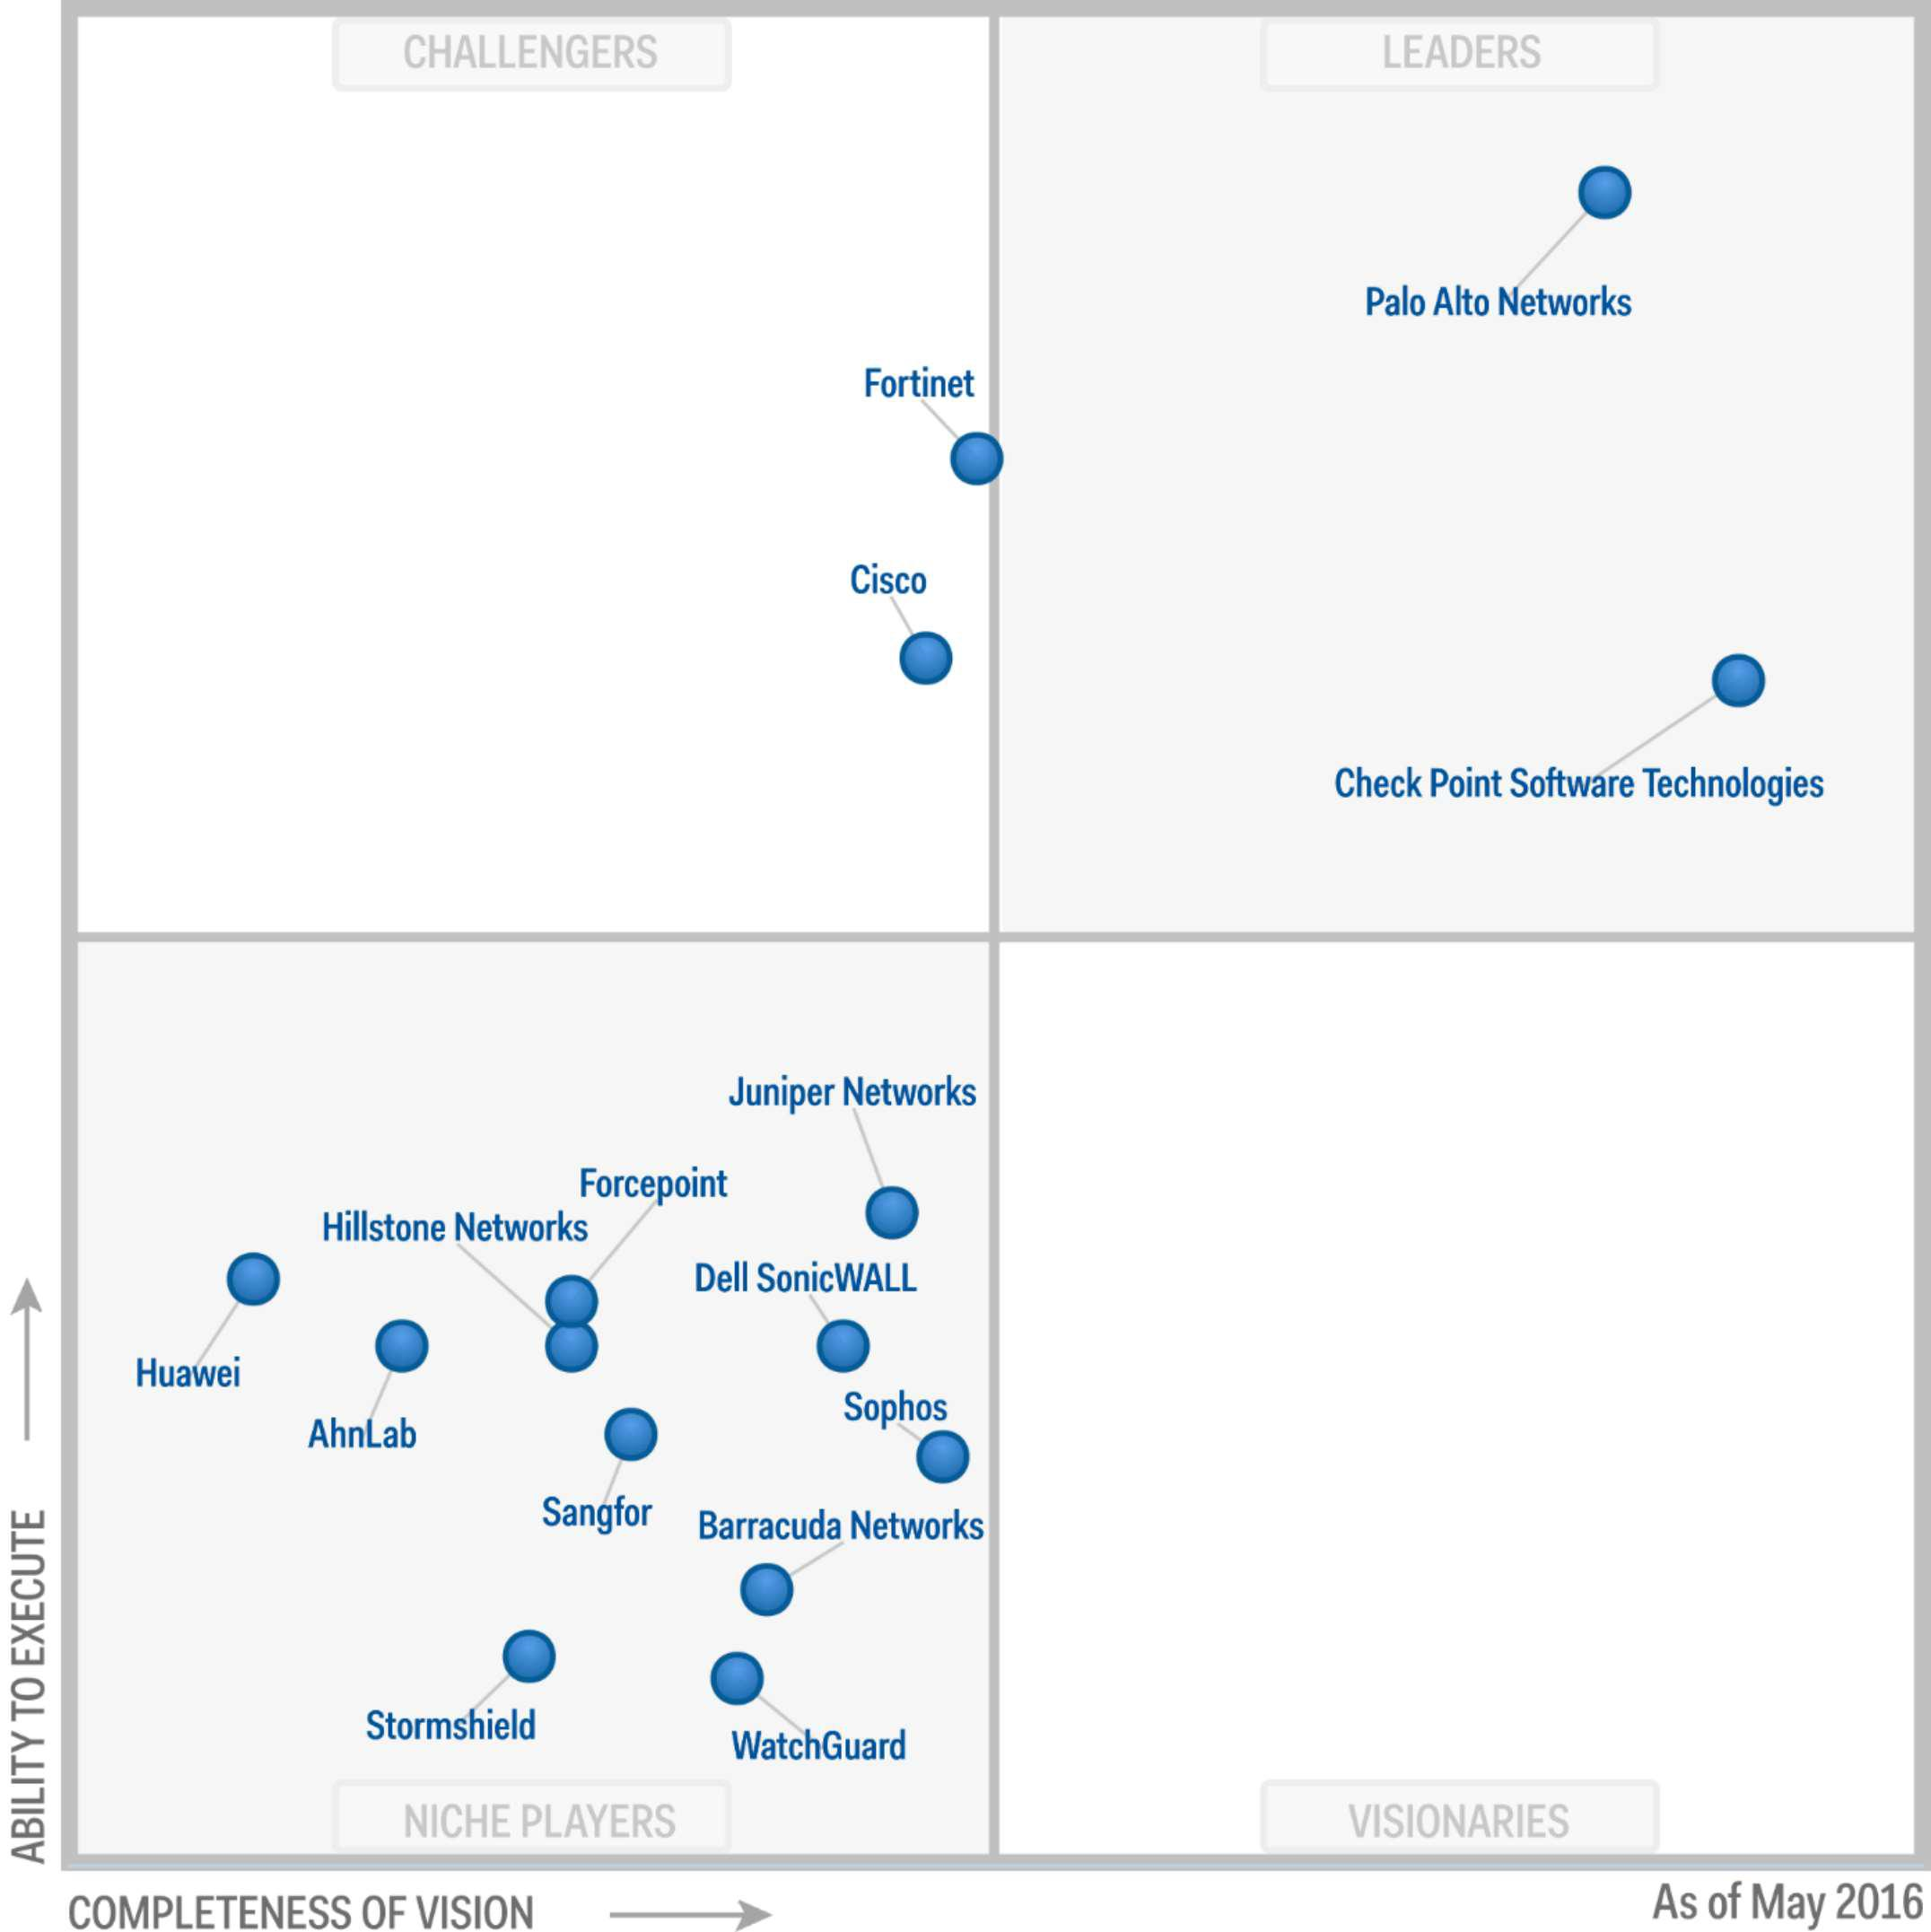 CHALLENGERS
LEADERS
Palo Alto Networks
Fortinet
Cisco
Check Point Software Technologies
Juniper Networks
Forcepoint
Hillstone Networks
Dell SonicWALL
Huawei
Sophos
AhnLab
Sangfor
Barracuda Networks
Stormshield
WatchGuard
NICHE PLAYERS
VISIONARIES
ABILITY TO EXECUTE
COMPLETENESS OF VISION
As of May 2016